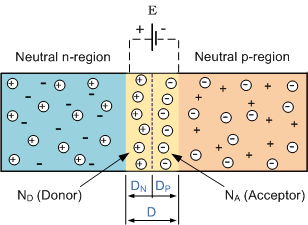 E
+ -
Neutral n-region Neutral p-region
N_D (Donor) D_N D_P N_A (Acceptor)
D